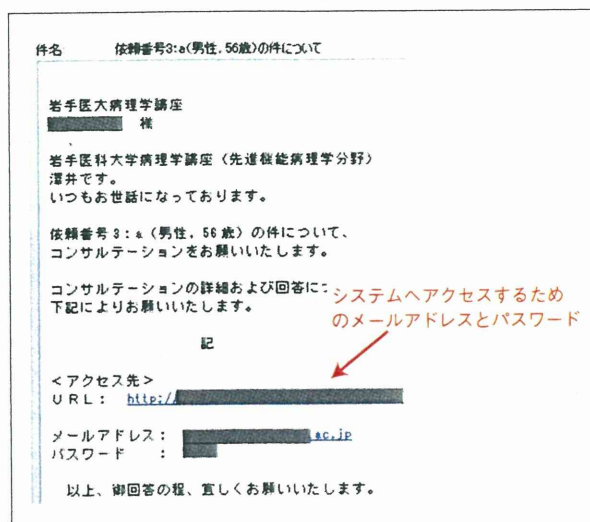 件名 依頼番号3:a(男性,56歳)の件について
岩手医大病理学講座
様
岩手医科大学病理学講座(先進機能病理学分野)
澤井です。
いつもお世話になっております。
依頼番号3:a(男性,56歳)の件について、
コンサルテーションをお願いいたします。
コンサルテーションの詳細および回答に
下記によりお願いいたします。
システムへアクセスするため
のメールアドレスとパスワード
記
<アクセス先>
URL: http:/
メールアドレス: ac.jp
パスワード :
以上、御回答の程、宜しくお願いいたします。